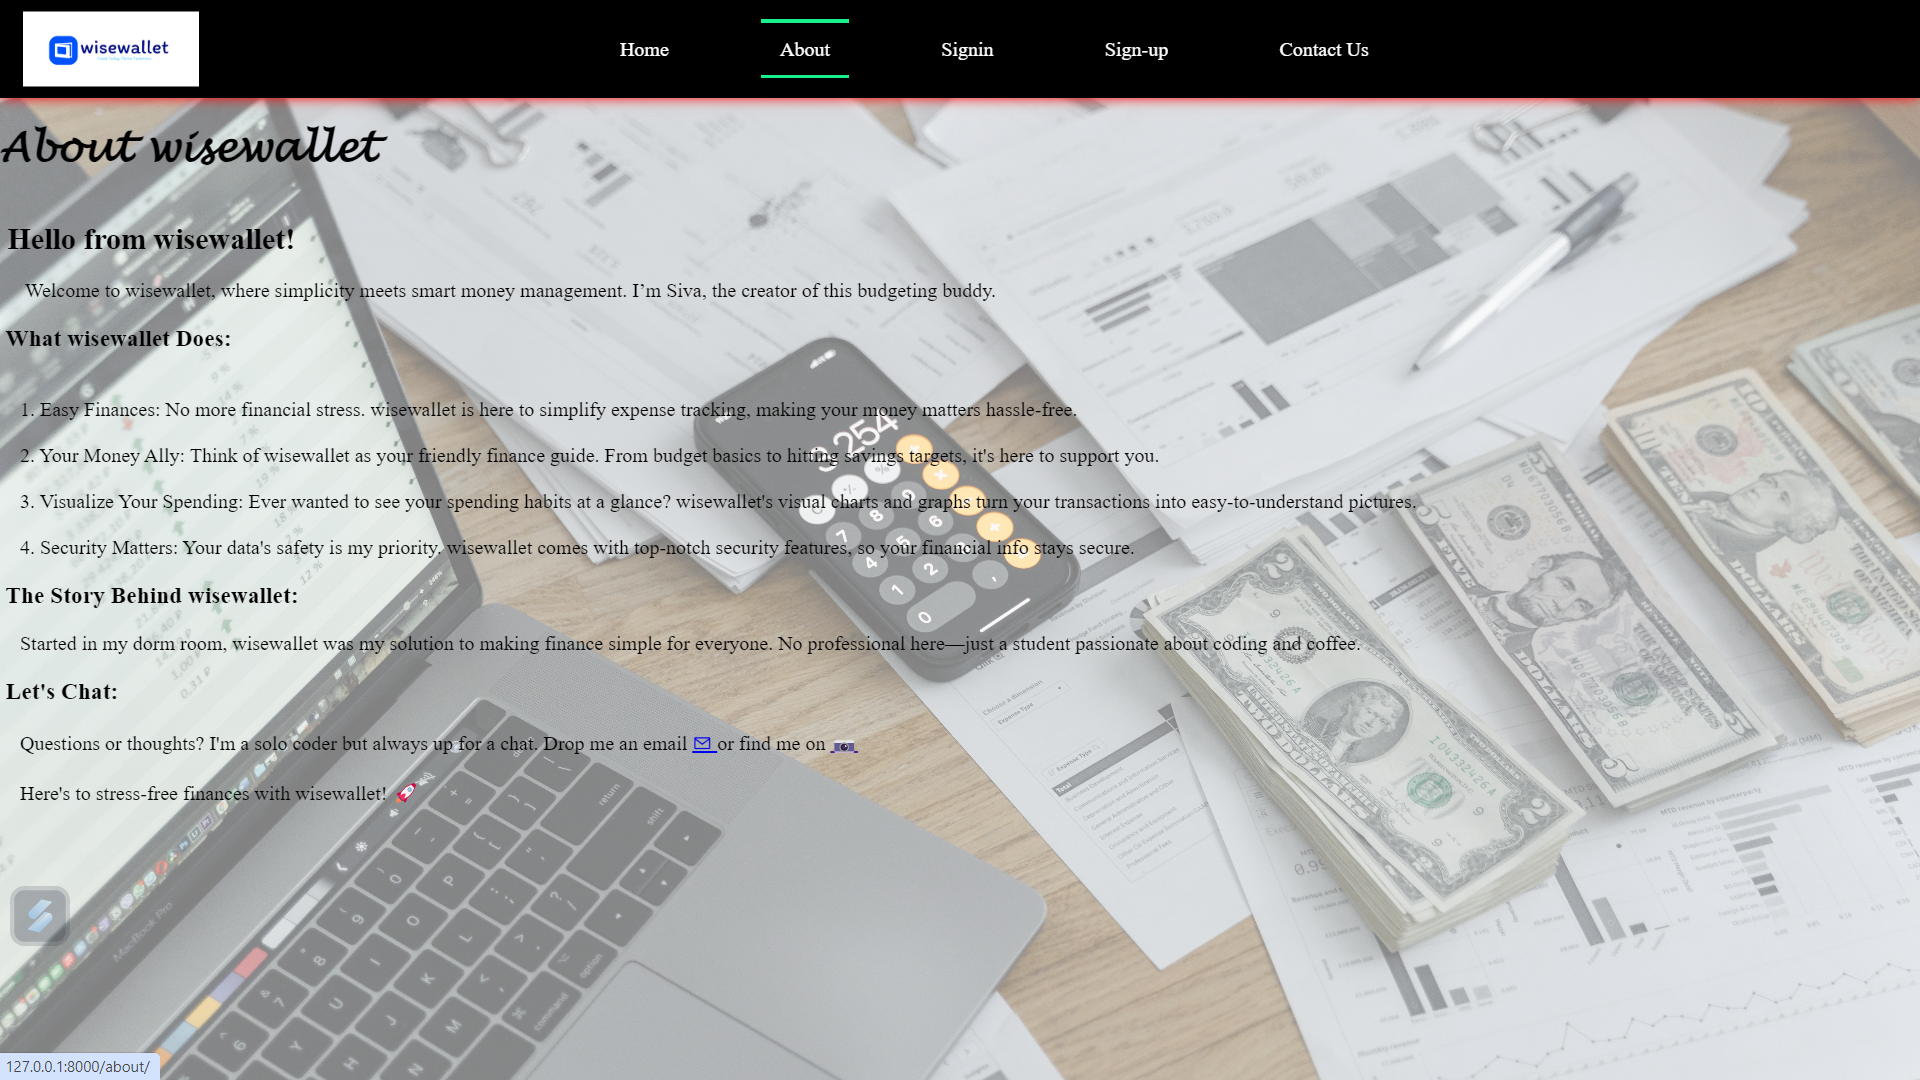 wisewallet
Home
About
Signin
Sign-up
Contact Us
About wisewallet
Hello from wisewallet!
Welcome to wisewallet, where simplicity meets smart money management. I’m Siva, the creator of this budgeting buddy.
What wisewallet Does:
1. Easy Finances: No more financial stress. wisewallet is here to simplify expense tracking, making your money matters hassle-free.
2. Your Money Ally: Think of wisewallet as your friendly finance guide. From budget basics to hitting savings targets, it's here to support you.
3. Visualize Your Spending: Ever wanted to see your spending habits at a glance? wisewallet's visual charts and graphs turn your transactions into easy-to-understand pictures.
4. Security Matters: Your data's safety is my priority. wisewallet comes with top-notch security features, so your financial info stays secure.
The Story Behind wisewallet:
Started in my dorm room, wisewallet was my solution to making finance simple for everyone. No professional here—just a student passionate about coding and coffee.
Let's Chat:
Questions or thoughts? I'm a solo coder but always up for a chat. Drop me an email or find me on
Here's to stress-free finances with wisewallet! 🚀
127.0.0.1:8000/about/